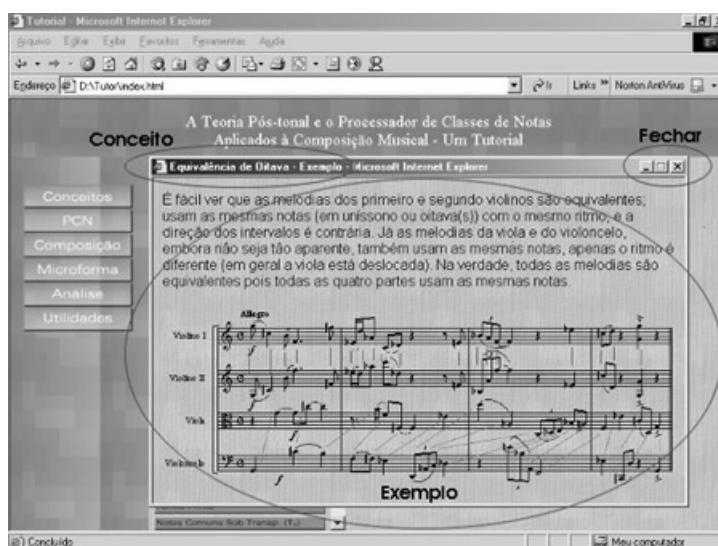 Tutorial - Microsoft Internet Explorer
Arquivo Editar Exibir Favoritos Ferramentas Ajuda
Endereço D:\Tutor\index.html Ir Links » Norton AntiVirus
A Teoria Pós-tonal e o Processador de Classes de Notas
Aplicados à Composição Musical - Um Tutorial
Conceito
Fechar
Equivalência de Oitava - Exemplo - Microsoft Internet Explorer
Conceitos
PCN
Composição
Microforma
Análise
Utilidades
É fácil ver que as melodias dos primeiro e segundo violinos são equivalentes;
usam as mesmas notas (em uníssono ou oitava(s)) com o mesmo ritmo, e a
direção dos intervalos é contrária. Já as melodias da viola e do violoncelo,
embora não seja tão aparente, também usam as mesmas notas, apenas o ritmo é
diferente (em geral a viola está deslocada). Na verdade, todas as melodias são
equivalentes pois todas as quatro partes usam as mesmas notas.
Allegro
Violino I
f
Violino II
f
Viola
f
Violoncelo
f
Exemplo
Notas Comuns Sob Transp. (Tₙ)
Concluído Meu computador